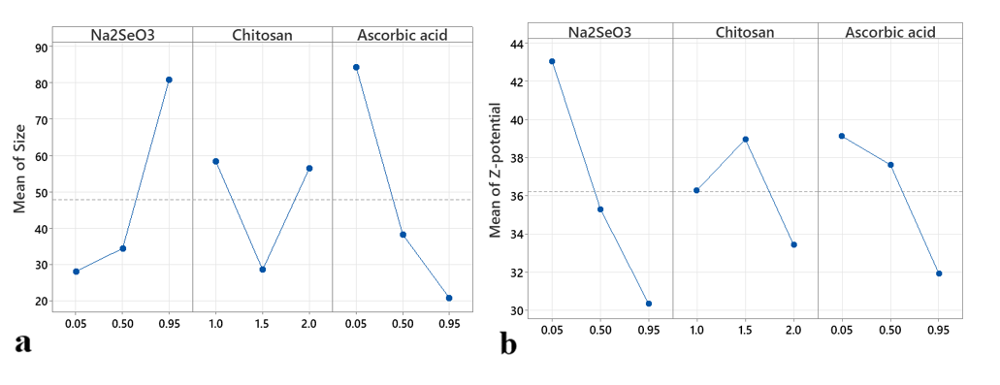 Na2SeO3 Chitosan Ascorbic acid
90
80
70
60
50
40
30
20
Mean of Size
0.05 0.50 0.95 1.0 1.5 2.0 0.05 0.50 0.95
a
Na2SeO3 Chitosan Ascorbic acid
44
42
40
38
36
34
32
30
Mean of Z-potential
0.05 0.50 0.95 1.0 1.5 2.0 0.05 0.50 0.95
b